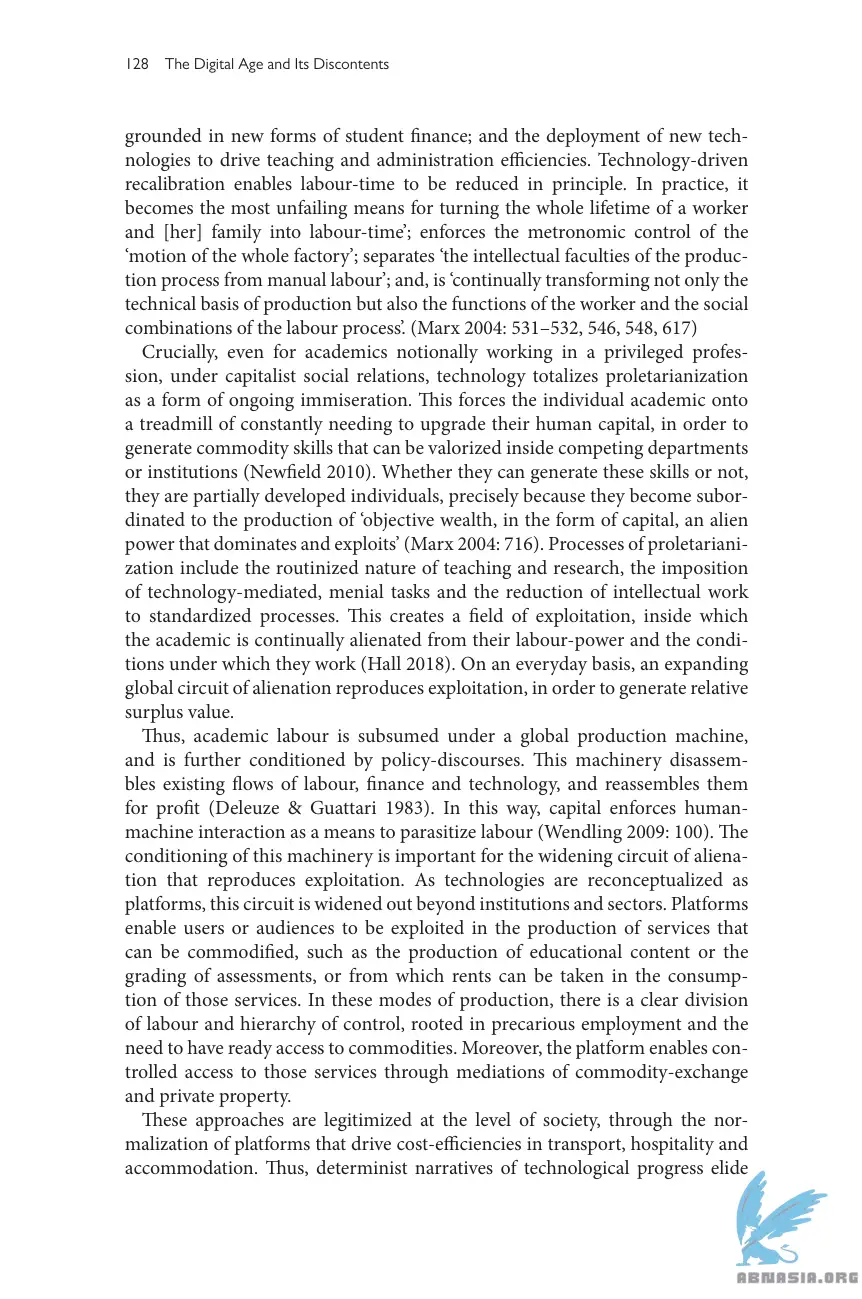 128 The Digital Age and Its Discontents
grounded in new forms of student finance; and the deployment of new tech-
nologies to drive teaching and administration efficiencies. Technology-driven
recalibration enables labour-time to be reduced in principle. In practice, it
becomes the most unfailing means for turning the whole lifetime of a worker
and [her] family into labour-time’; enforces the metronomic control of the
‘motion of the whole factory’; separates ‘the intellectual faculties of the produc-
tion process from manual labour’; and, is ‘continually transforming not only the
technical basis of production but also the functions of the worker and the social
combinations of the labour process’. (Marx 2004: 531–532, 546, 548, 617)
Crucially, even for academics notionally working in a privileged profes-
sion, under capitalist social relations, technology totalizes proletarianization
as a form of ongoing immiseration. This forces the individual academic onto
a treadmill of constantly needing to upgrade their human capital, in order to
generate commodity skills that can be valorized inside competing departments
or institutions (Newfield 2010). Whether they can generate these skills or not,
they are partially developed individuals, precisely because they become subor-
dinated to the production of ‘objective wealth, in the form of capital, an alien
power that dominates and exploits’ (Marx 2004: 716). Processes of proletariani-
zation include the routinized nature of teaching and research, the imposition
of technology-mediated, menial tasks and the reduction of intellectual work
to standardized processes. This creates a field of exploitation, inside which
the academic is continually alienated from their labour-power and the condi-
tions under which they work (Hall 2018). On an everyday basis, an expanding
global circuit of alienation reproduces exploitation, in order to generate relative
surplus value.
Thus, academic labour is subsumed under a global production machine,
and is further conditioned by policy-discourses. This machinery disassem-
bles existing flows of labour, finance and technology, and reassembles them
for profit (Deleuze & Guattari 1983). In this way, capital enforces human-
machine interaction as a means to parasitize labour (Wendling 2009: 100). The
conditioning of this machinery is important for the widening circuit of aliena-
tion that reproduces exploitation. As technologies are reconceptualized as
platforms, this circuit is widened out beyond institutions and sectors. Platforms
enable users or audiences to be exploited in the production of services that
can be commodified, such as the production of educational content or the
grading of assessments, or from which rents can be taken in the consump-
tion of those services. In these modes of production, there is a clear division
of labour and hierarchy of control, rooted in precarious employment and the
need to have ready access to commodities. Moreover, the platform enables con-
trolled access to those services through mediations of commodity-exchange
and private property.
These approaches are legitimized at the level of society, through the nor-
malization of platforms that drive cost-efficiencies in transport, hospitality and
accommodation. Thus, determinist narratives of technological progress elide
ABNASIA.ORG